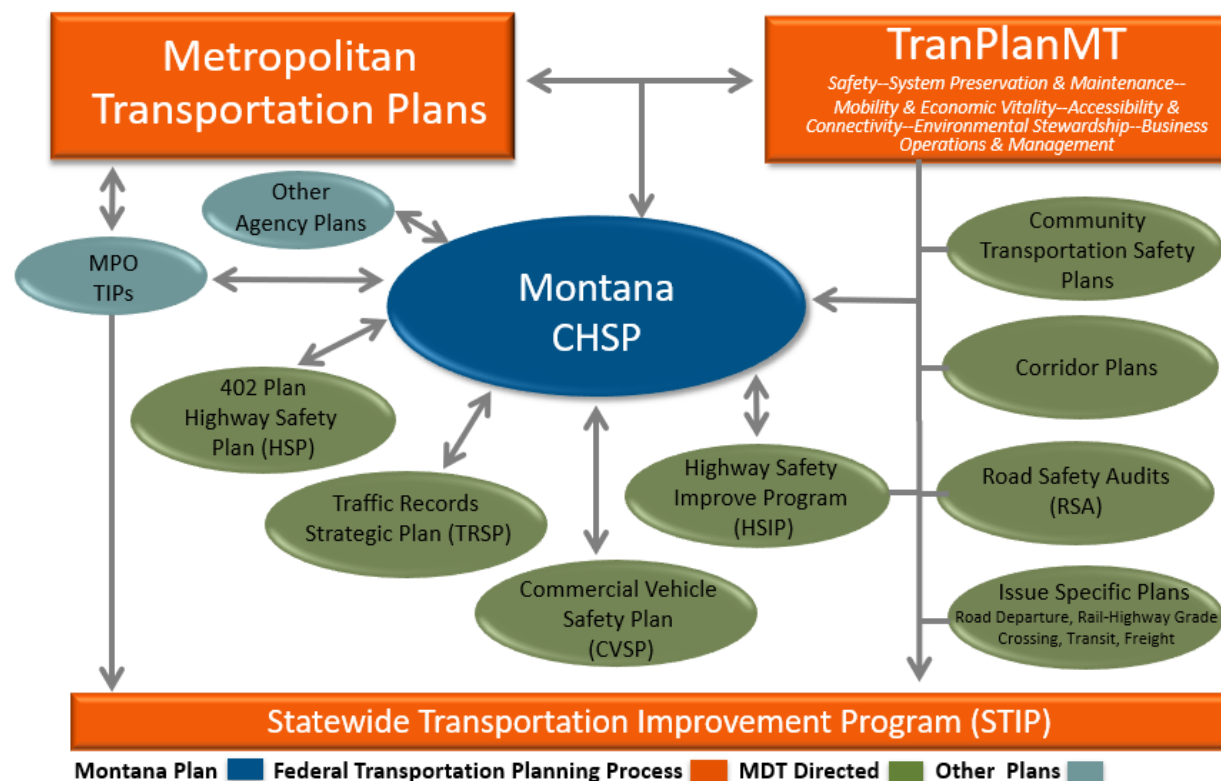 Metropolitan
Transportation Plans
TranPlanMT
Safety--System Preservation & Maintenance--
Mobility & Economic Vitality--Accessibility &
Connectivity--Environmental Stewardship--Business
Operations & Management
Other
Agency Plans
MPO
TIPs
Montana
CHSP
Community
Transportation Safety
Plans
Corridor Plans
402 Plan
Highway Safety
Plan (HSP)
Traffic Records
Strategic Plan (TRSP)
Commercial Vehicle
Safety Plan
(CVSP)
Highway Safety
Improve Program
(HSIP)
Road Safety Audits
(RSA)
Issue Specific Plans
Road Departure, Rail-Highway Grade
Crossing, Transit, Freight
Statewide Transportation Improvement Program (STIP)
Montana Plan Federal Transportation Planning Process MDT Directed Other Plans